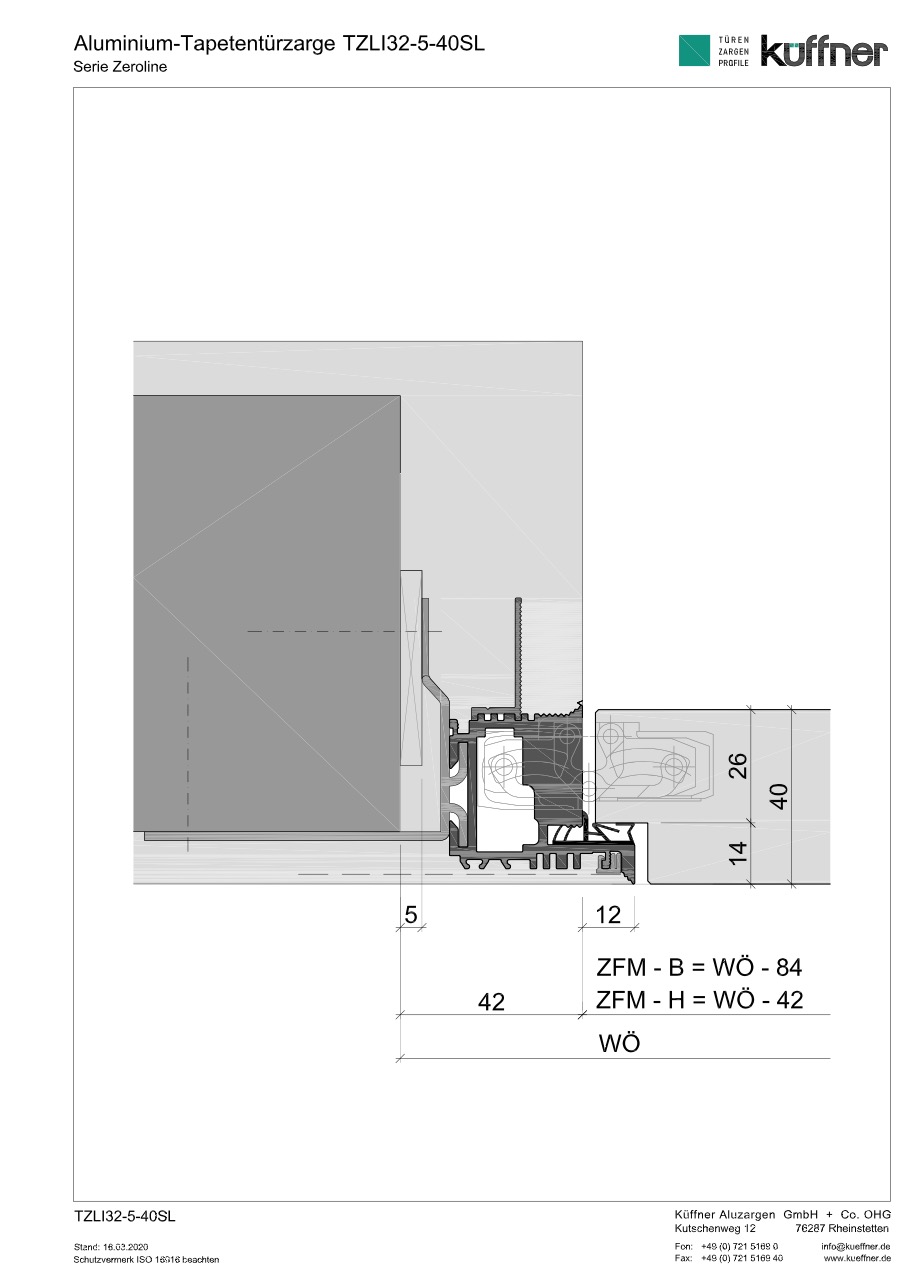 Aluminium-Tapetentürzarge TZLI32-5-40SL
Serie Zeroline
TÜREN
ZARGEN
PROFILE
küffner
26
40
14
5
12
ZFM - B = WÖ - 84
42
ZFM - H = WÖ - 42
WÖ
TZLI32-5-40SL
Stand: 16.03.2020
Schutzvermerk ISO 16016 beachten
Küffner Aluzargen GmbH + Co. OHG
Kutschenweg 12 76287 Rheinstetten
Fon: +49 (0) 721 5169 0 info@kueffner.de
Fax: +49 (0) 721 5169 40 www.kueffner.de